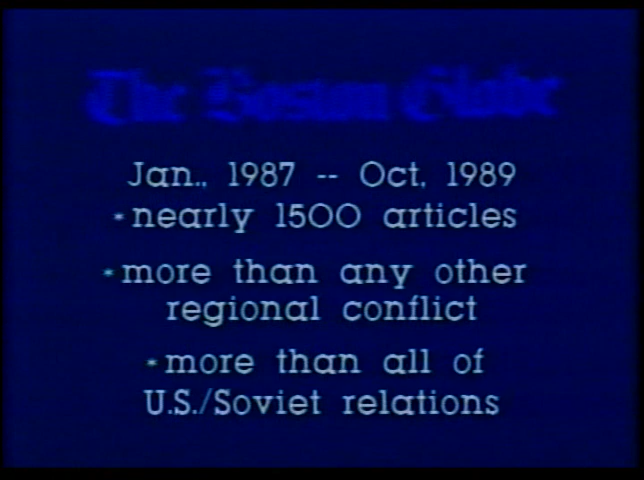 The Boston Globe
Jan., 1987 -- Oct. 1989
* nearly 1500 articles
* more than any other
regional conflict
* more than all of
U.S./Soviet relations